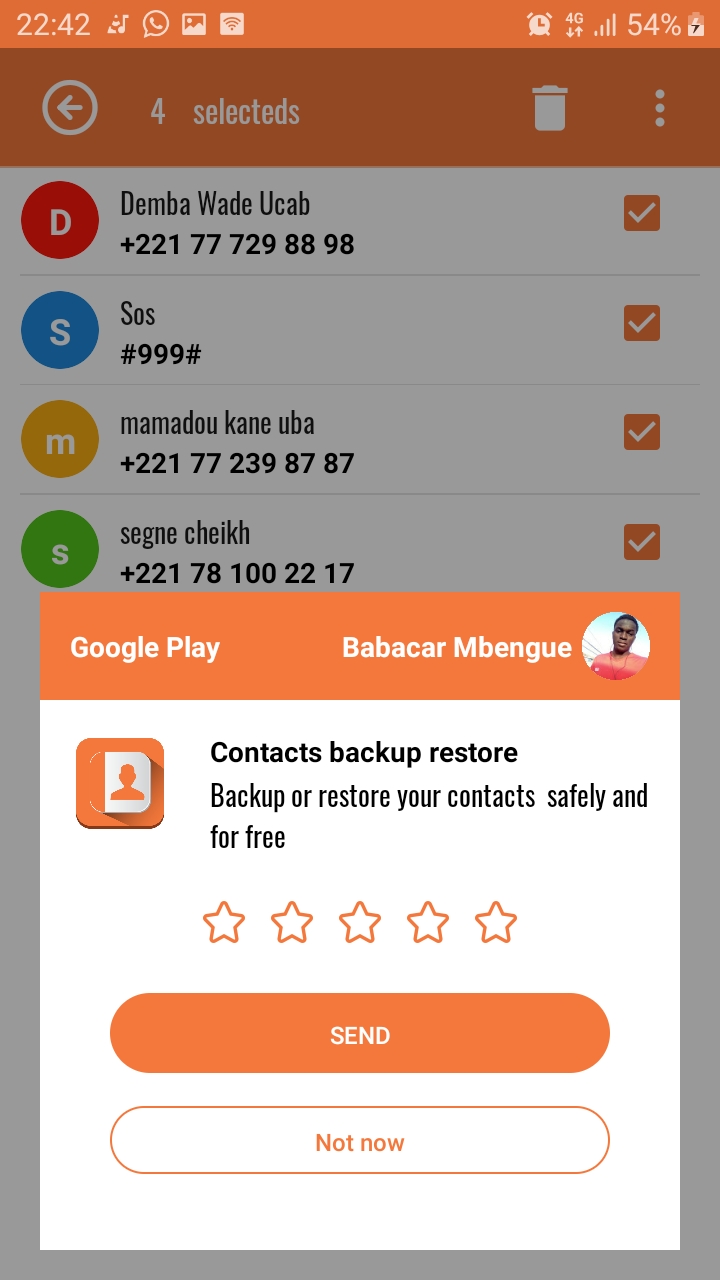 22:42 4G 54%
4 selecteds
D Demba Wade Ucab
+221 77 729 88 98
S Sos
#999#
m mamadou kane uba
+221 77 239 87 87
s segne cheikh
+221 78 100 22 17
Google Play Babacar Mbengue
Contacts backup restore
Backup or restore your contacts safely and
for free
SEND
Not now